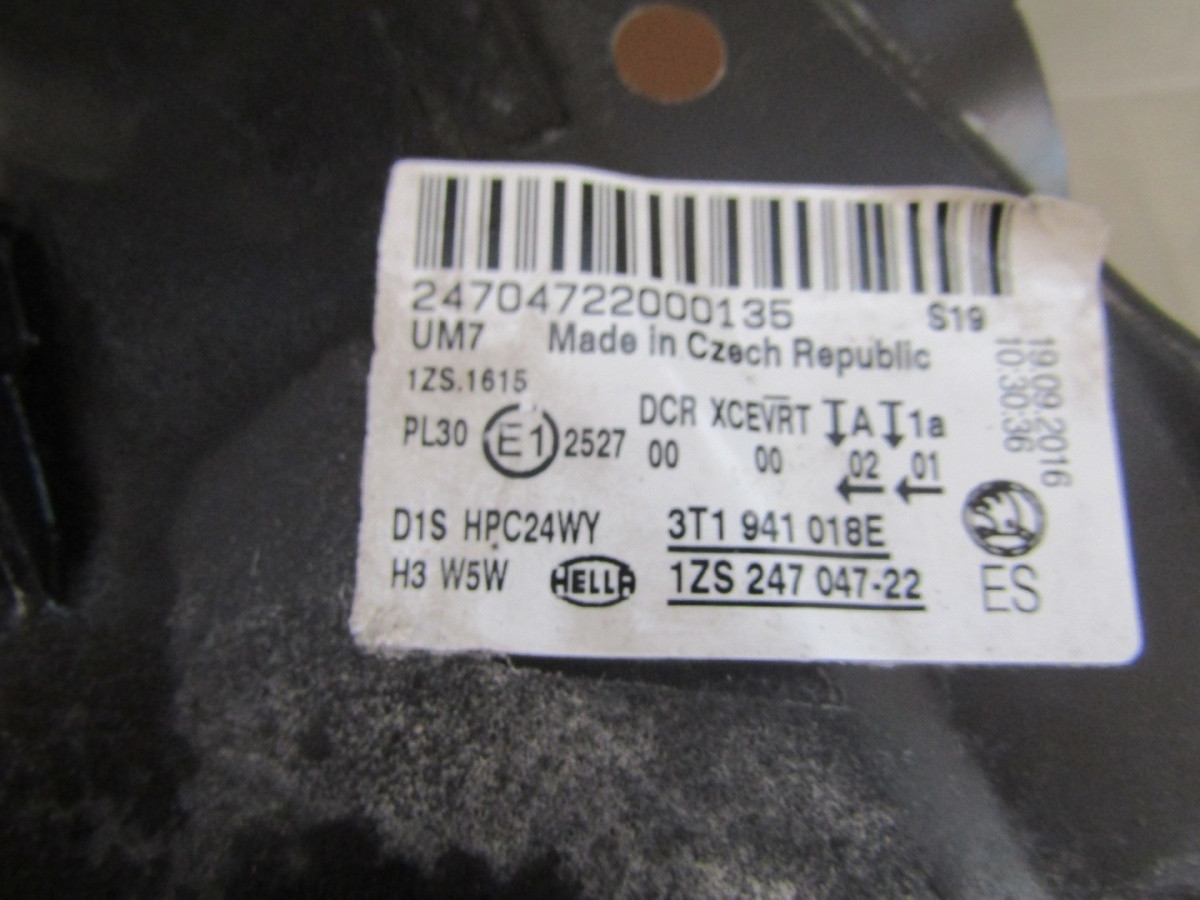 24704722000135 S19
UM7 Made in Czech Republic
1ZS.1615
PL30 E1 2527 DCR XCEVRT A 1a
00 00 02 01
D1S HPC24WY 3T1 941 018E
H3 W5W HELLA 1ZS 247 047-22
ES
19.09.2016
10:30:36